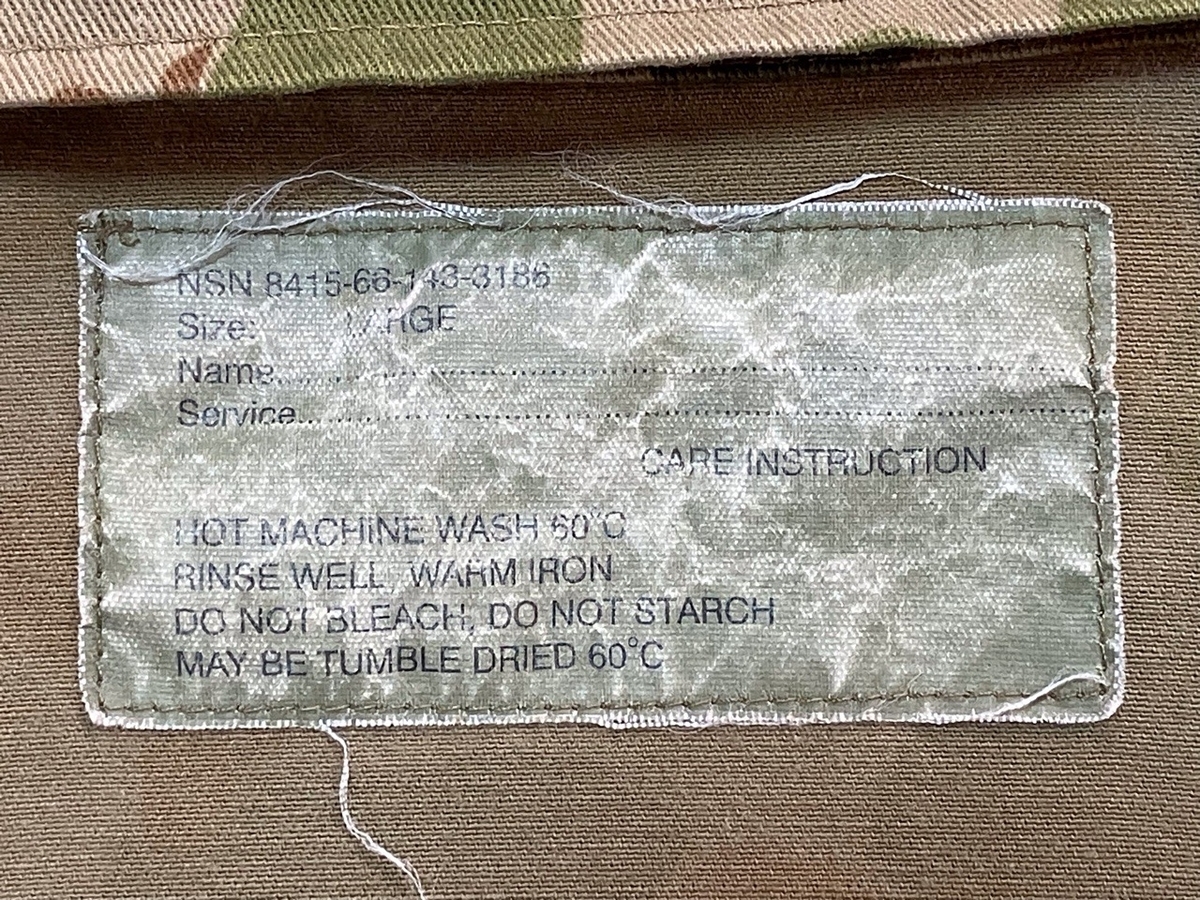 NSN 8415-66-143-3186
Size: LARGE
Name..............................
Service..............................
CARE INSTRUCTION
HOT MACHINE WASH 60°C
RINSE WELL, WARM IRON
DO NOT BLEACH, DO NOT STARCH
MAY BE TUMBLE DRIED 60°C